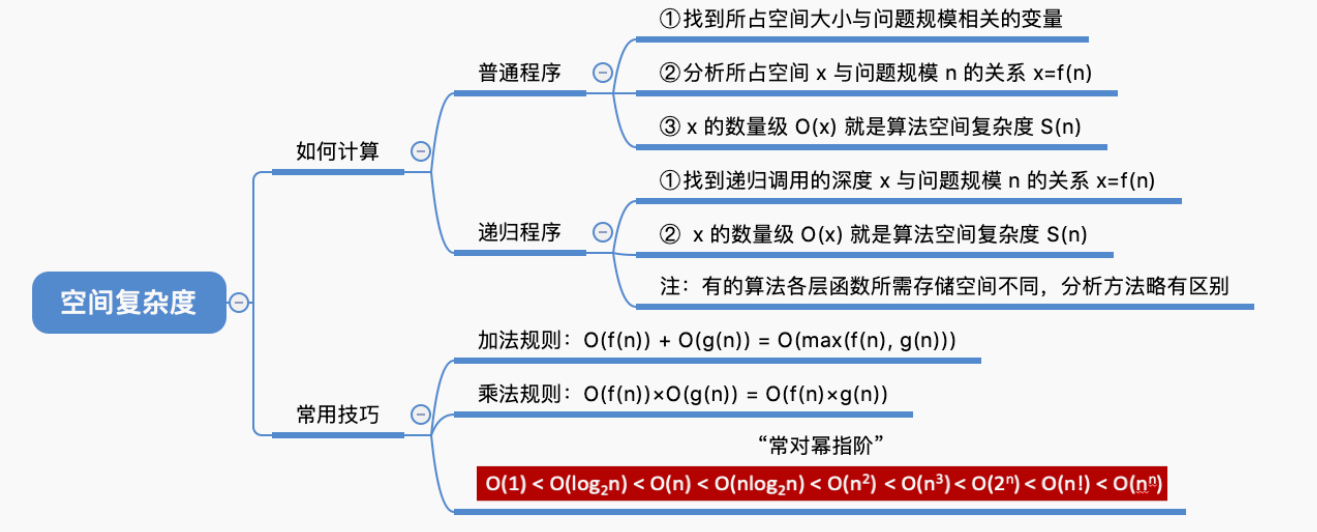 ①找到所占空间大小与问题规模相关的变量
普通程序
②分析所占空间 x 与问题规模 n 的关系 x=f(n)
③ x 的数量级 O(x) 就是算法空间复杂度 S(n)
如何计算
①找到递归调用的深度 x 与问题规模 n 的关系 x=f(n)
递归程序
② x 的数量级 O(x) 就是算法空间复杂度 S(n)
注：有的算法各层函数所需存储空间不同，分析方法略有区别
空间复杂度
加法规则：O(f(n)) + O(g(n)) = O(max(f(n), g(n)))
乘法规则：O(f(n))×O(g(n)) = O(f(n)×g(n))
常用技巧
“常对幂指阶”
O(1) < O(log₂n) < O(n) < O(nlog₂n) < O(n²) < O(n³) < O(2ⁿ) < O(n!) < O(nⁿ)